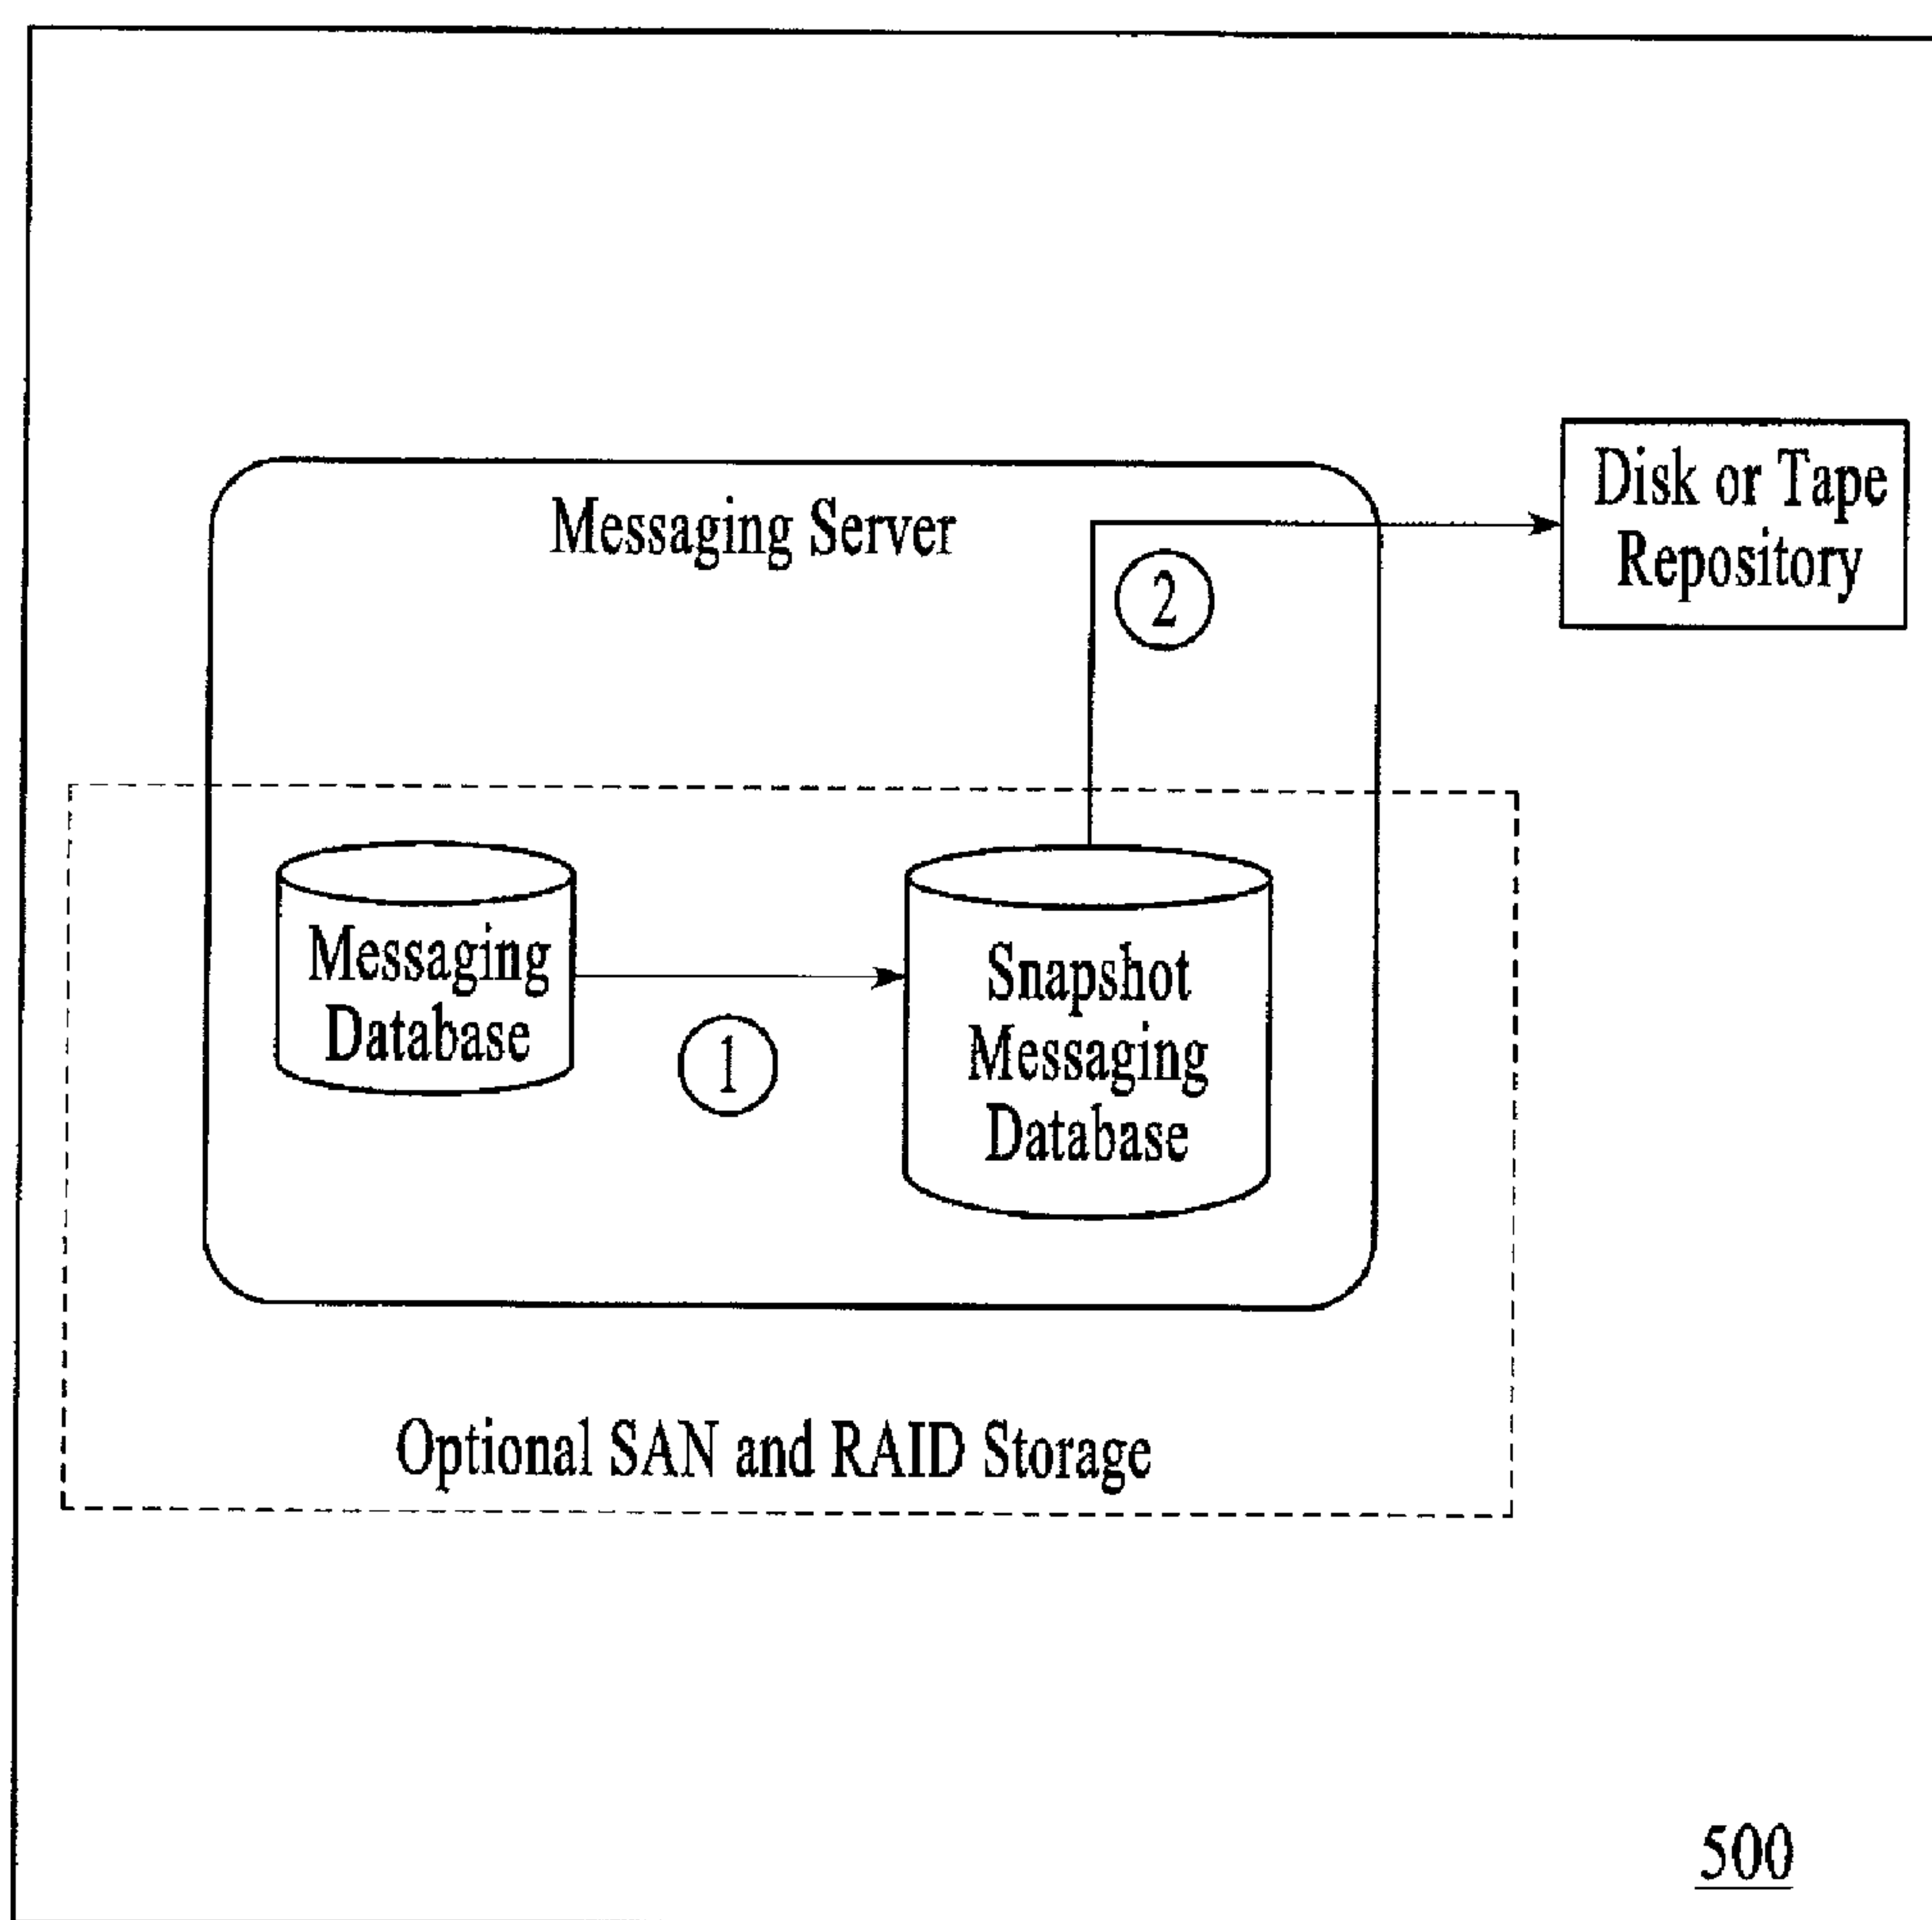 Disk or Tape
Repository
Messaging Server
2
Messaging
Database
1
Snapshot
Messaging
Database
Optional SAN and RAID Storage
500